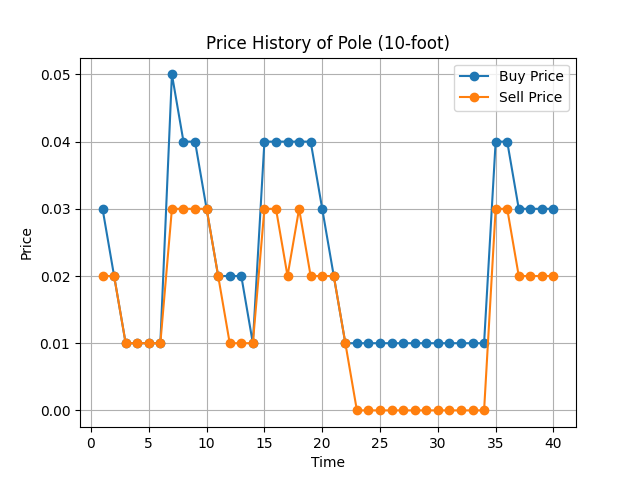 Price History of Pole (10-foot)
Buy Price
Sell Price
0.05
0.04
0.03
0.02
0.01
0.00
Price
0 5 10 15 20 25 30 35 40
Time